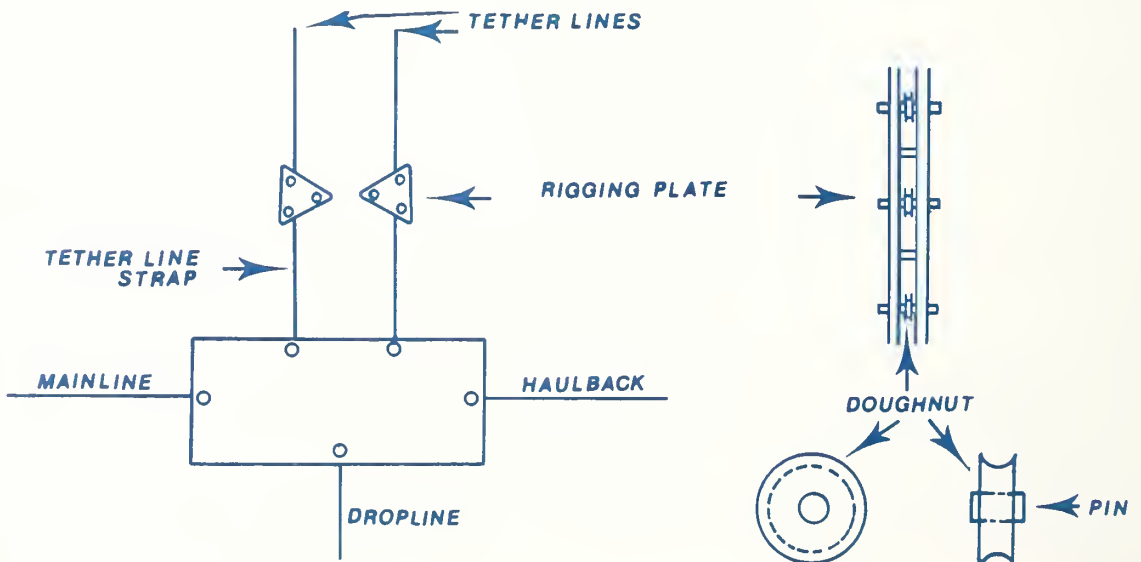 TETHER LINES
RIGGING PLATE
TETHER LINE
STRAP
MAINLINE
HAULBACK
DOUGHNUT
DROPLINE
PIN